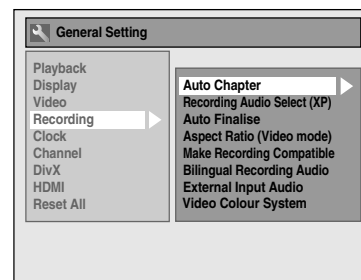 General Setting
Playback
Display
Video
Recording
Clock
Channel
DivX
HDMI
Reset All
Auto Chapter
Recording Audio Select (XP)
Auto Finalise
Aspect Ratio (Video mode)
Make Recording Compatible
Bilingual Recording Audio
External Input Audio
Video Colour System